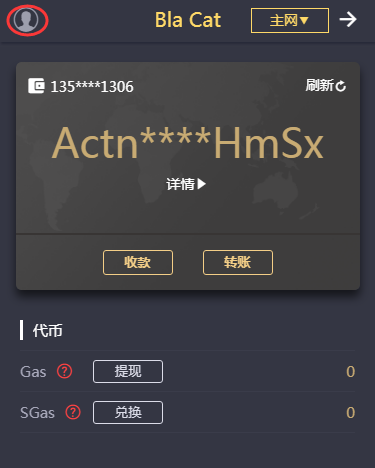 Bla Cat 主网▼
135****1306 刷新
Actn****HmSx
详情▶
收款 转账
代币
Gas ? 提现 0
SGas ? 兑换 0